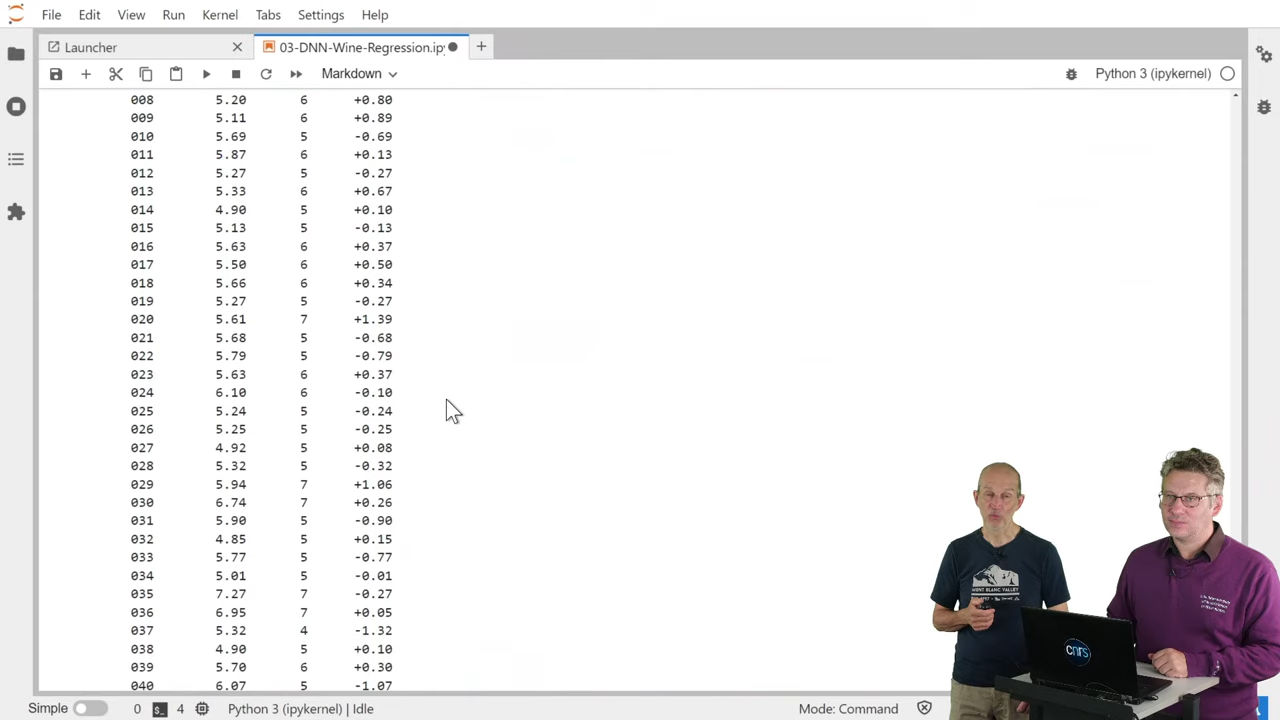 File Edit View Run Kernel Tabs Settings Help
Launcher 03-DNN-Wine-Regression.ipy
Markdown Python 3 (ipykernel)
008 5.20 6 +0.80
009 5.11 6 +0.89
010 5.69 5 -0.69
011 5.87 6 +0.13
012 5.27 5 -0.27
013 5.33 6 +0.67
014 4.90 5 +0.10
015 5.13 5 -0.13
016 5.63 6 +0.37
017 5.50 6 +0.50
018 5.66 6 +0.34
019 5.27 5 -0.27
020 5.61 7 +1.39
021 5.68 5 -0.68
022 5.79 5 -0.79
023 5.63 6 +0.37
024 6.10 6 -0.10
025 5.24 5 -0.24
026 5.25 5 -0.25
027 4.92 5 +0.08
028 5.32 5 -0.32
029 5.94 7 +1.06
030 6.74 7 +0.26
031 5.90 5 -0.90
032 4.85 5 +0.15
033 5.77 5 -0.77
034 5.01 5 -0.01
035 7.27 7 -0.27
036 6.95 7 +0.05
037 5.32 4 -1.32
038 4.90 5 +0.10
039 5.70 6 +0.30
040 6.07 5 -1.07
MONT BLANC VALLEY
cnrs
Simple 0 4 Python 3 (ipykernel) | Idle Mode: Command